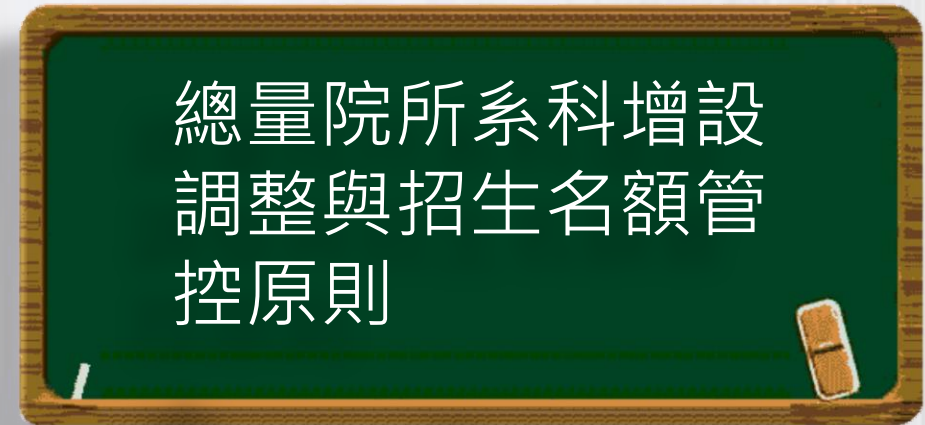 總量院所系科增設
調整與招生名額管
控原則